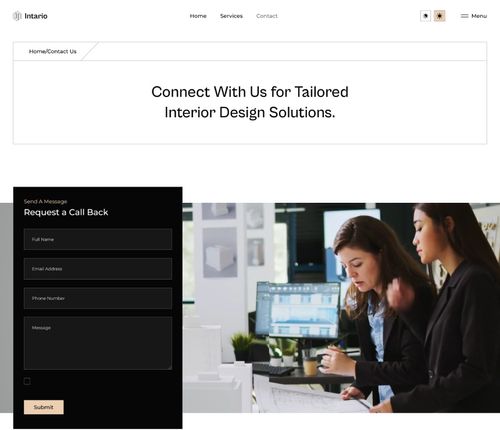 Intario
Home Services Contact
Menu
Home/Contact Us
Connect With Us for Tailored
Interior Design Solutions.
Send A Message
Request a Call Back
Full Name
Email Address
Phone Number
Message
Submit